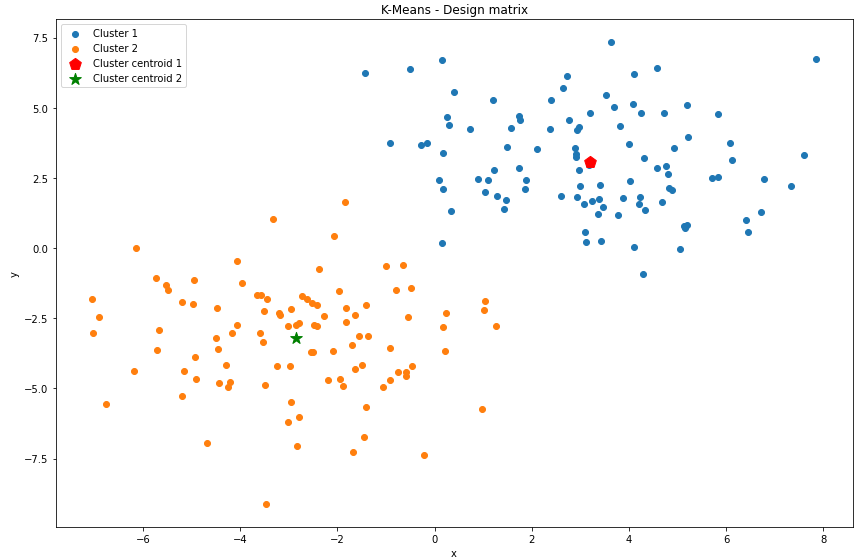 K-Means - Design matrix
Cluster 1
Cluster 2
Cluster centroid 1
Cluster centroid 2
7.5
5.0
2.5
0.0
−2.5
−5.0
−7.5
y
−6
−4
−2
0
2
4
6
8
x